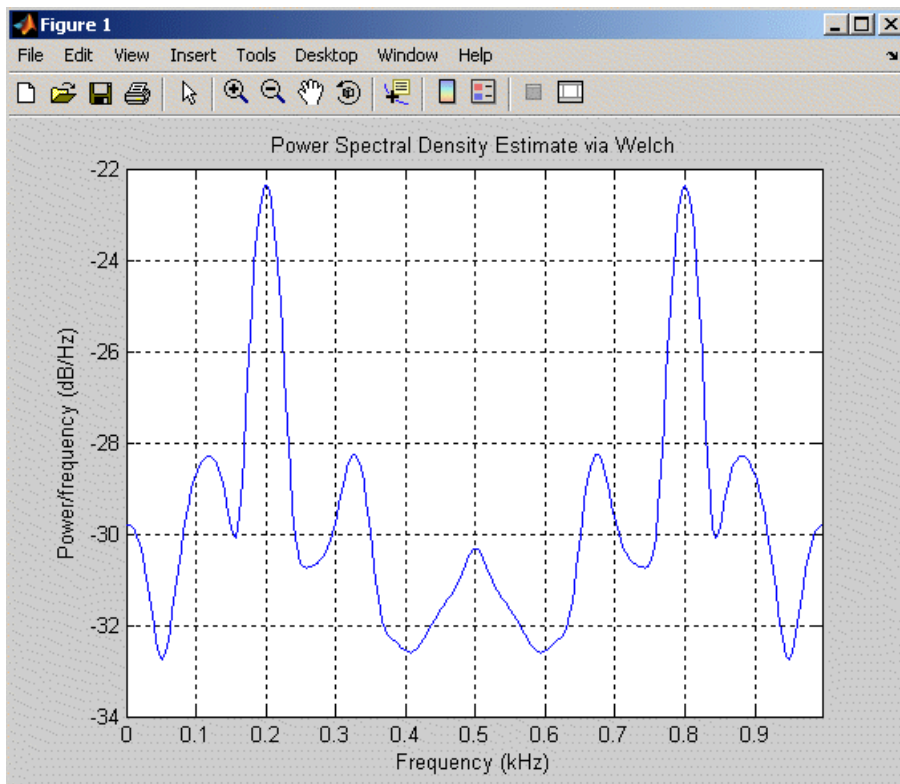 Figure 1
File Edit View Insert Tools Desktop Window Help
Power Spectral Density Estimate via Welch
-22
-24
-26
-28
-30
-32
-34
Power/frequency (dB/Hz)
0 0.1 0.2 0.3 0.4 0.5 0.6 0.7 0.8 0.9
Frequency (kHz)